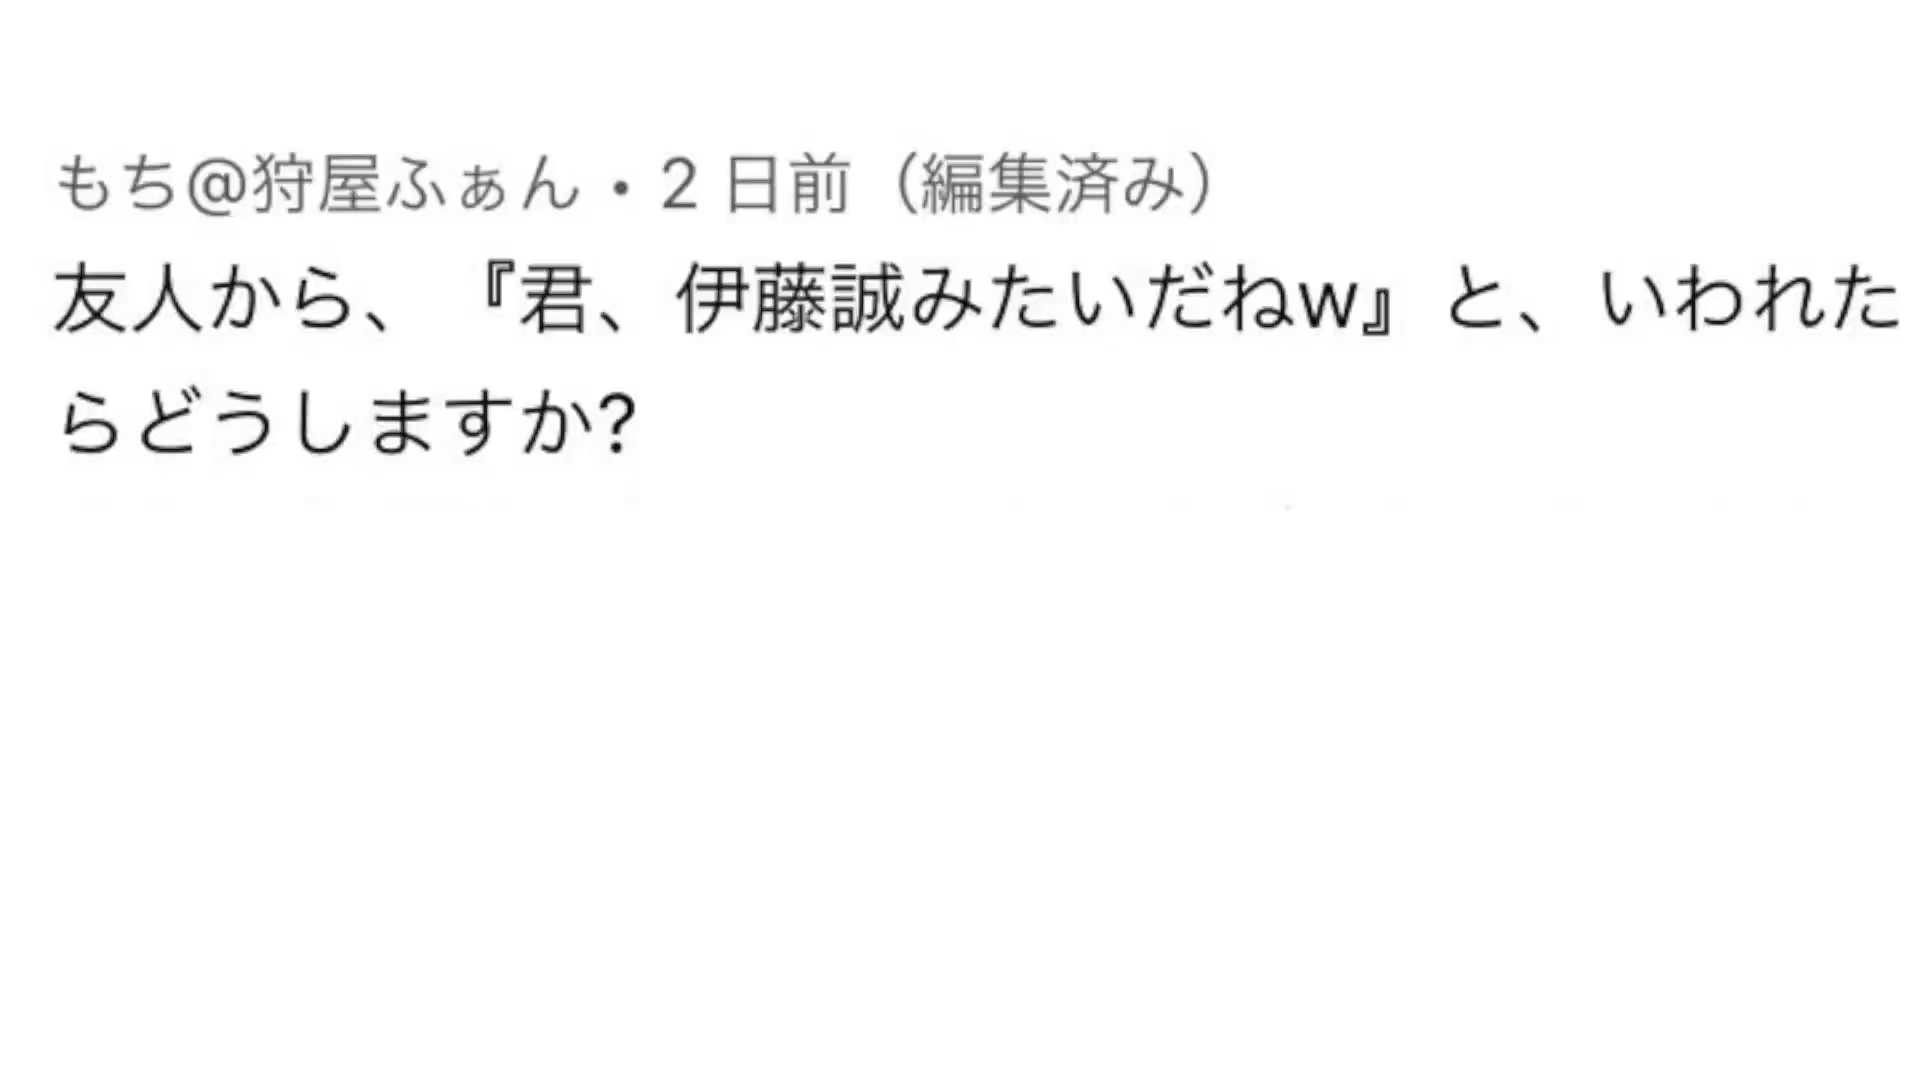 もち@狩屋ふぁん・2 日前（編集済み）
友人から、『君、伊藤誠みたいだねw』と、いわれた
らどうしますか?